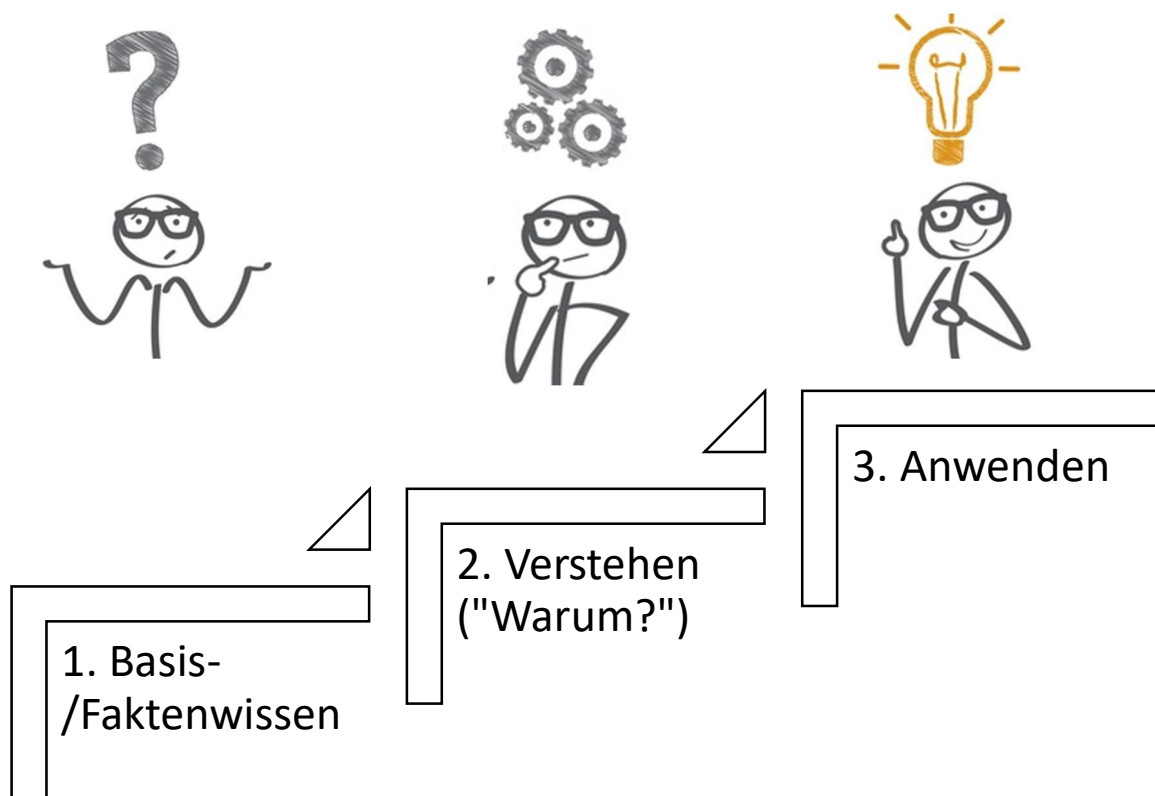 1. Basis-
/Faktenwissen
2. Verstehen
("Warum?")
3. Anwenden